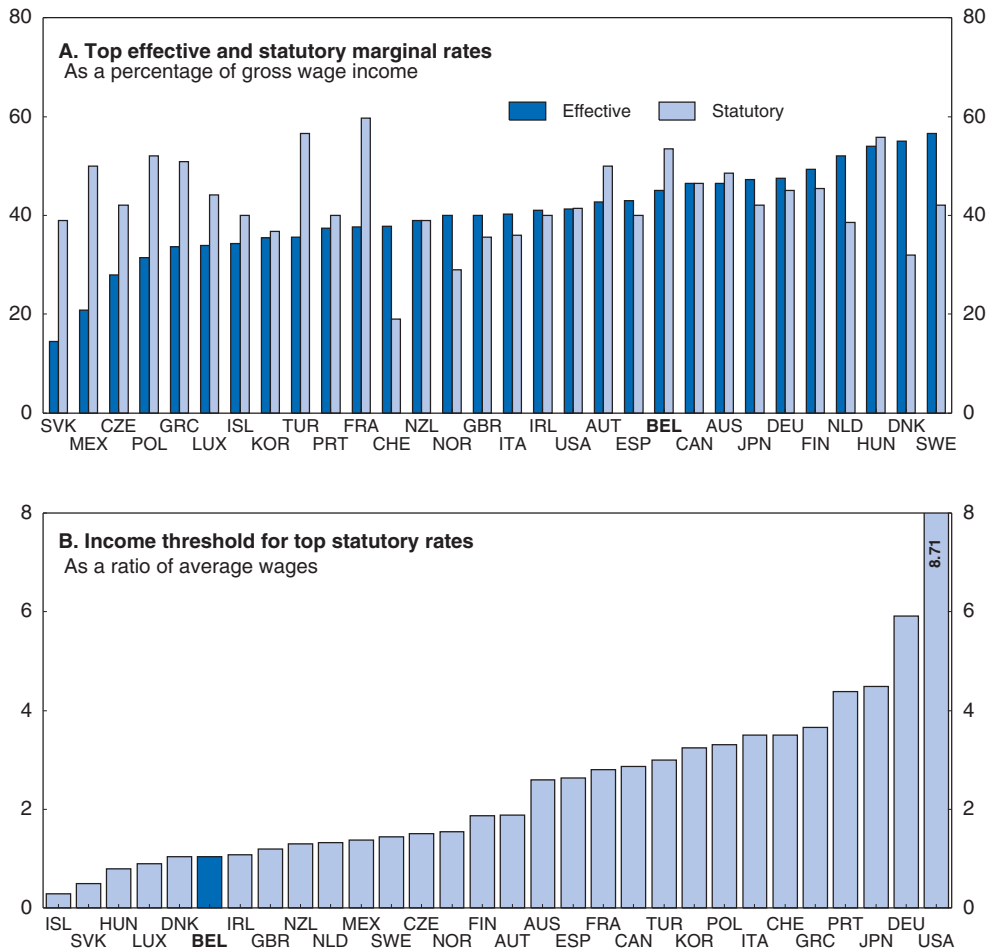 80 80
A. Top effective and statutory marginal rates
As a percentage of gross wage income
Effective Statutory
60 60
40 40
20 20
0 0
SVK CZE GRC ISL TUR FRA NZL GBR IRL AUT BEL AUS DEU NLD DNK
MEX POL LUX KOR PRT CHE NOR ITA USA ESP CAN JPN FIN HUN SWE
8 8
B. Income threshold for top statutory rates
As a ratio of average wages
8.71
6 6
4 4
2 2
0 0
ISL HUN DNK IRL NZL MEX CZE FIN AUS FRA TUR POL CHE PRT DEU
SVK LUX BEL GBR NLD SWE NOR AUT ESP CAN KOR ITA GRC JPN USA